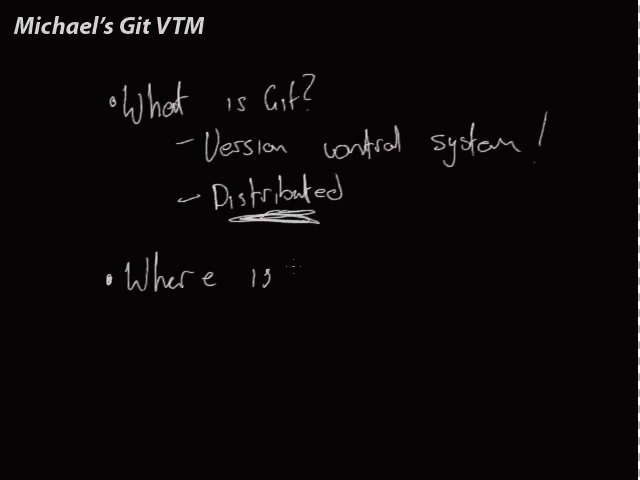 Michael's Git VTM
• What is Git?
- Version control system!
- Distributed
• Where is